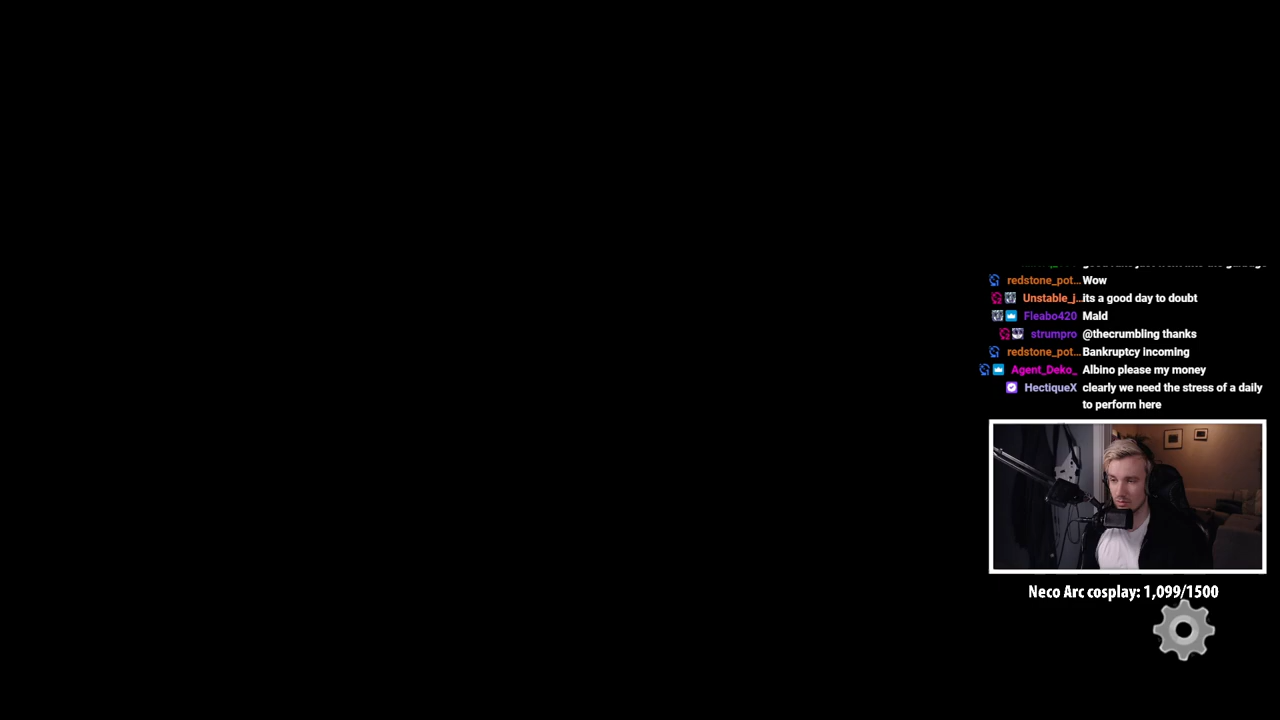 redstone_pot... Wow
Unstable_j... its a good day to doubt
Fleabo420 Mald
strumpro @thecrumbling thanks
redstone_pot... Bankruptcy incoming
Agent_Deko_ Albino please my money
HectiqueX clearly we need the stress of a daily
to perform here
Neco Arc cosplay: 1,099/1500